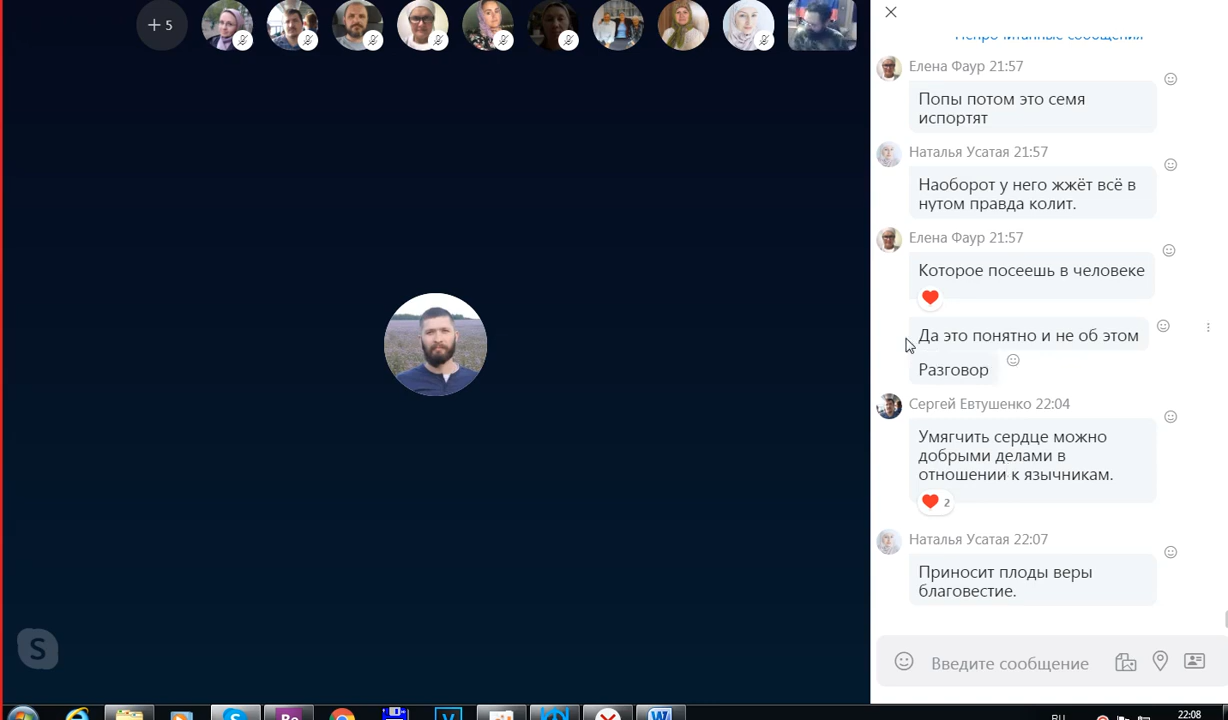 + 5
Непрочитанные сообщения
Елена Фаур 21:57
Попы потом это семя
испортят
Наталья Усатая 21:57
Наоборот у него жжёт всё в
нутом правда колит.
Елена Фаур 21:57
Которое посеешь в человеке
Да это понятно и не об этом
Разговор
Сергей Евтушенко 22:04
Умягчить сердце можно
добрыми делами в
отношении к язычникам.
2
Наталья Усатая 22:07
Приносит плоды веры
благовестие.
Введите сообщение
S
RU
22:08